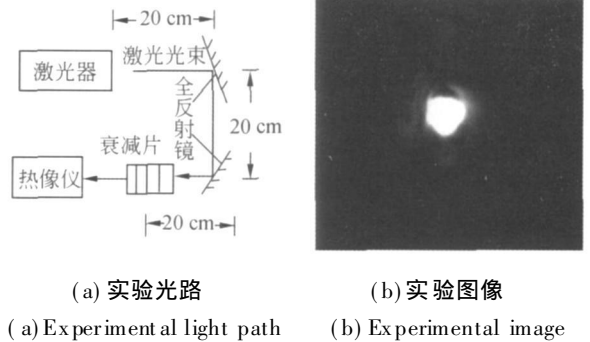 20 cm
激光光束
激光器
全反射镜
20 cm
衰减片
热像仪
20 cm
(a) 实验光路
(b) 实验图像
(a) Experimental light path
(b) Experimental image